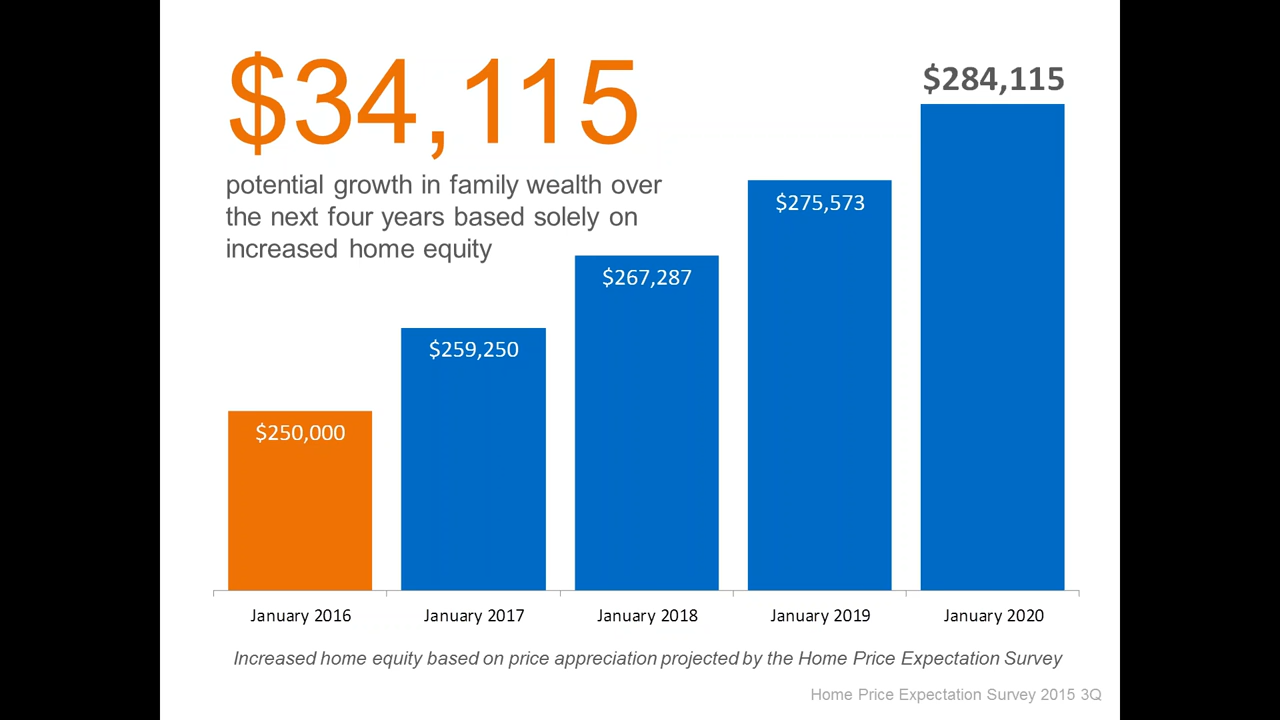 $34,115
potential growth in family wealth over
the next four years based solely on
increased home equity
$284,115
$275,573
$267,287
$259,250
$250,000
January 2016 January 2017 January 2018 January 2019 January 2020
Increased home equity based on price appreciation projected by the Home Price Expectation Survey
Home Price Expectation Survey 2015 3Q